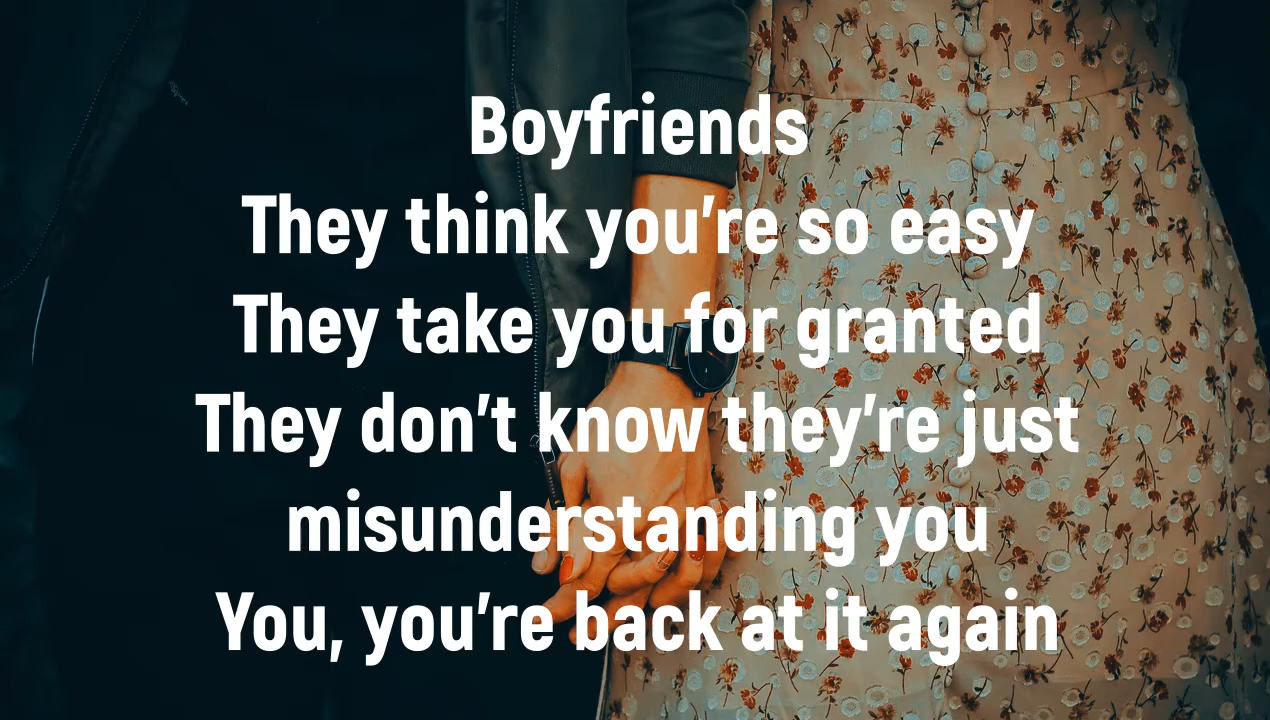 Boyfriends
They think you're so easy
They take you for granted
They don't know they're just
misunderstanding you
You, you're back at it again